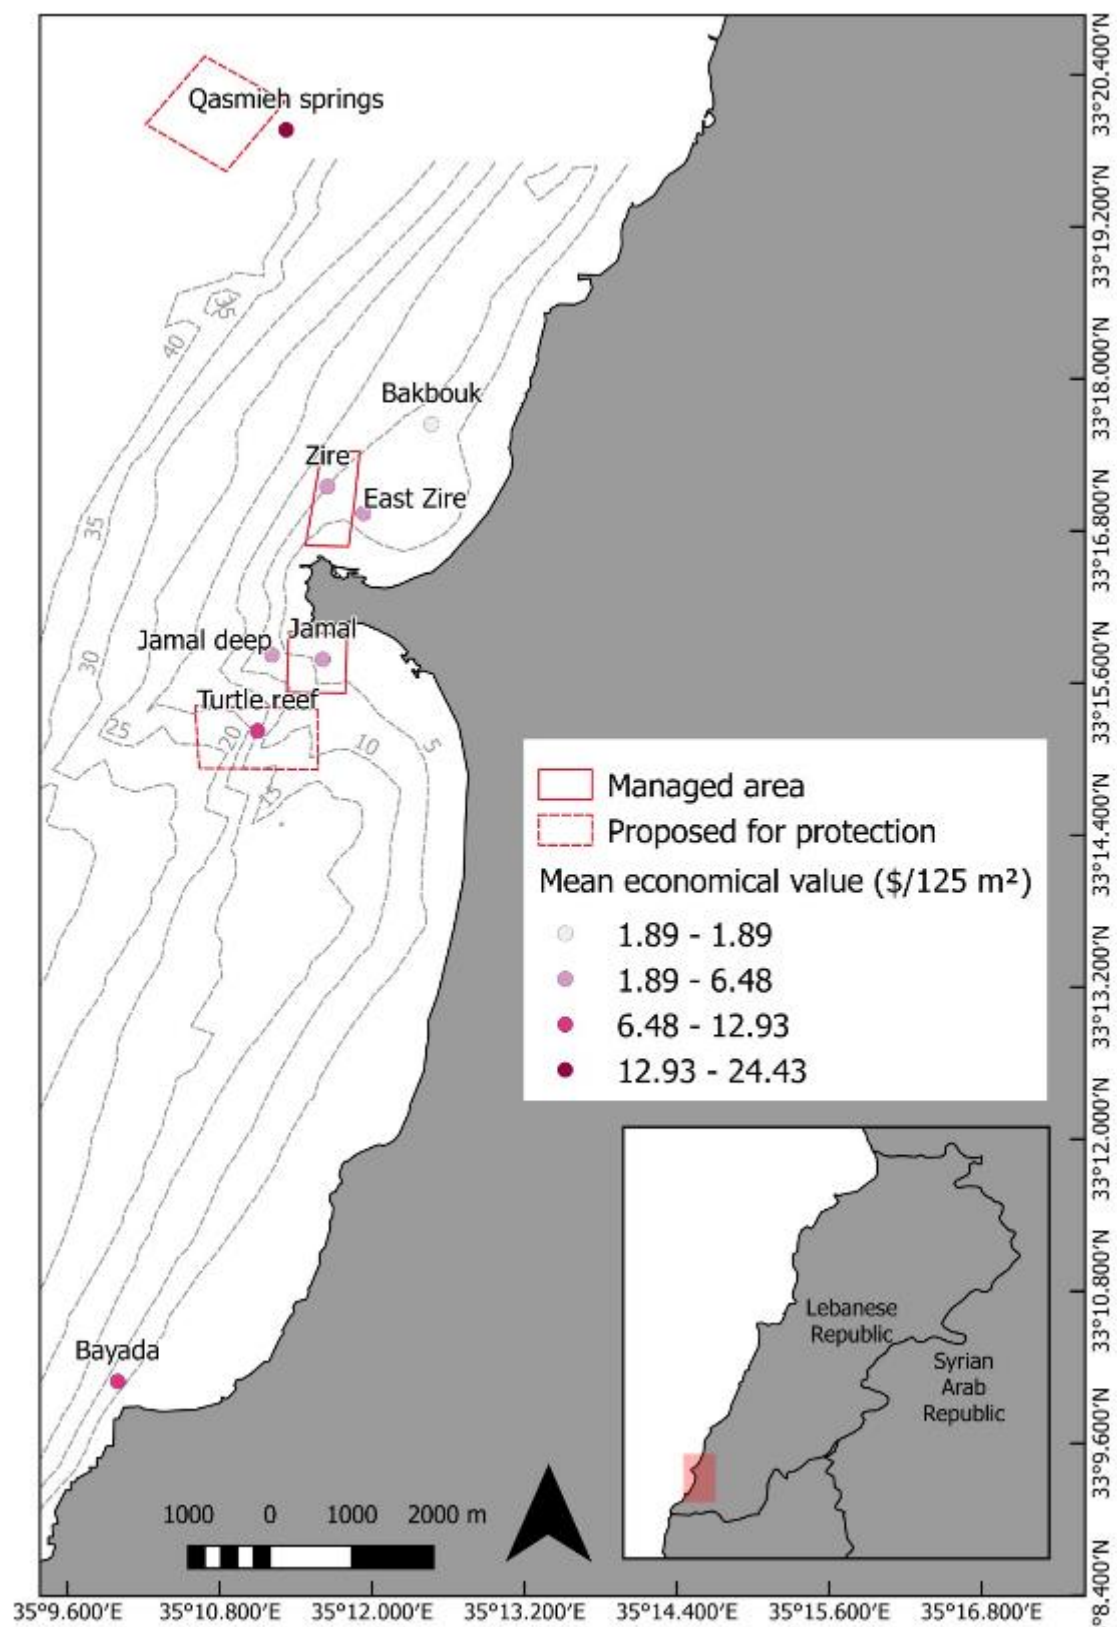 Qasmieh springs
35
40
Bakbouk
Zire
East Zire
35
Jamal
Jamal deep
30
Turtle reef
25
20
10
5
15
Managed area
Proposed for protection
Mean economical value ($/125 m²)
1.89 - 1.89
1.89 - 6.48
6.48 - 12.93
12.93 - 24.43
Lebanese
Republic
Syrian
Arab
Republic
Bayada
1000 0 1000 2000 m
33°20.400'N
33°19.200'N
33°18.000'N
33°16.800'N
33°15.600'N
33°14.400'N
33°13.200'N
33°12.000'N
33°10.800'N
33°9.600'N
°8.400'N
35°9.600'E 35°10.800'E 35°12.000'E 35°13.200'E 35°14.400'E 35°15.600'E 35°16.800'E